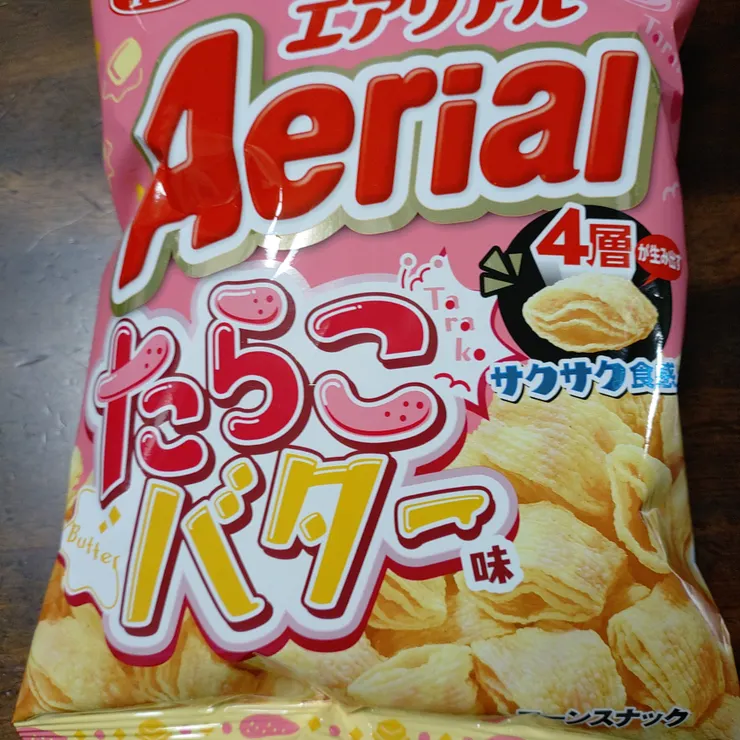 エアリアル
Aerial
4層が生み出す
サクサク食感
Tarako
たらこ
バター味
Butter
コーンスナック